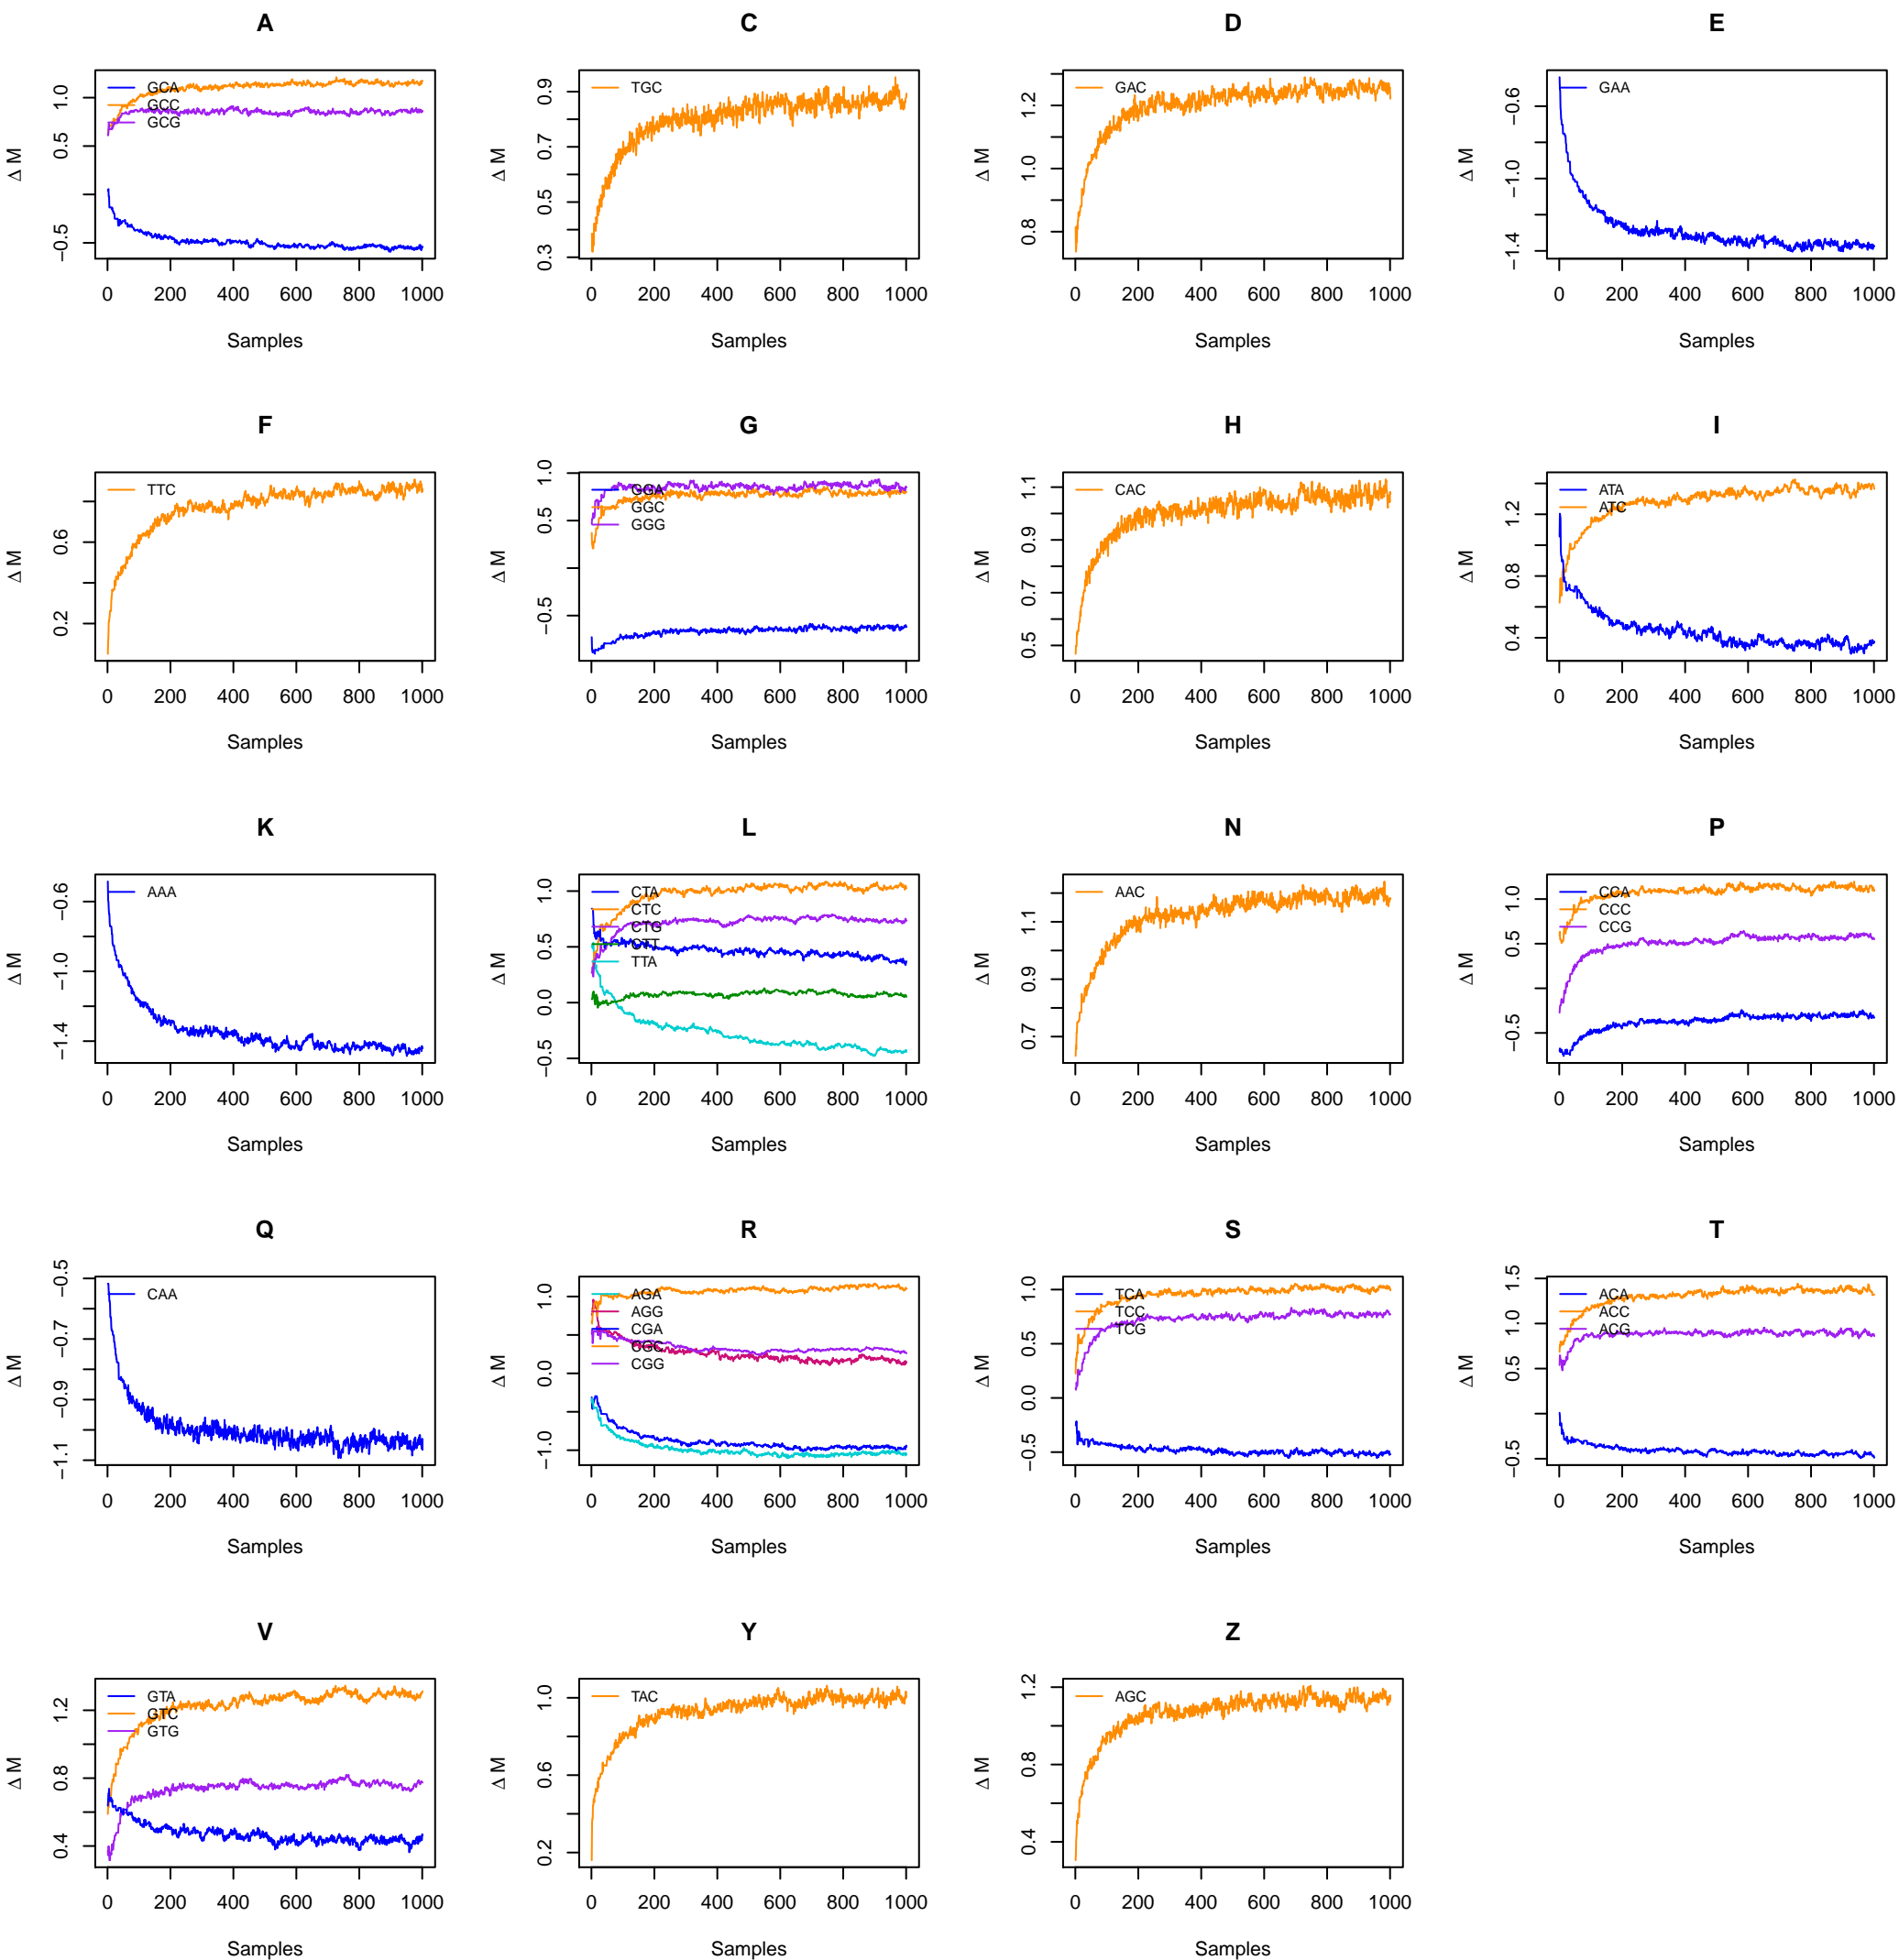 A
Δ M
1.0
0.5
−0.5
GCA
GCC
GCG
0 200 400 600 800 1000
Samples
C
Δ M
0.9
0.7
0.5
0.3
TGC
0 200 400 600 800 1000
Samples
D
Δ M
1.2
1.0
0.8
GAC
0 200 400 600 800 1000
Samples
E
Δ M
−0.6
−1.0
−1.4
GAA
0 200 400 600 800 1000
Samples
F
Δ M
0.6
0.2
TTC
0 200 400 600 800 1000
Samples
G
Δ M
1.0
0.5
−0.5
GGA
GGC
GGG
0 200 400 600 800 1000
Samples
H
Δ M
1.1
0.9
0.7
0.5
CAC
0 200 400 600 800 1000
Samples
I
Δ M
1.2
0.8
0.4
ATA
ATC
0 200 400 600 800 1000
Samples
K
Δ M
−0.6
−1.0
−1.4
AAA
0 200 400 600 800 1000
Samples
L
Δ M
1.0
0.5
0.0
−0.5
CTA
CTC
CTG
CTT
TTA
0 200 400 600 800 1000
Samples
N
Δ M
1.1
0.9
0.7
AAC
0 200 400 600 800 1000
Samples
P
Δ M
1.0
0.5
−0.5
CCA
CCC
CCG
0 200 400 600 800 1000
Samples
Q
Δ M
−0.5
−0.7
−0.9
−1.1
CAA
0 200 400 600 800 1000
Samples
R
Δ M
1.0
0.0
−1.0
AGA
AGG
CGA
CGC
CGG
0 200 400 600 800 1000
Samples
S
Δ M
1.0
0.5
0.0
−0.5
TCA
TCC
TCG
0 200 400 600 800 1000
Samples
T
Δ M
1.5
1.0
0.5
−0.5
ACA
ACC
ACG
0 200 400 600 800 1000
Samples
V
Δ M
1.2
0.8
0.4
GTA
GTC
GTG
0 200 400 600 800 1000
Samples
Y
Δ M
1.0
0.6
0.2
TAC
0 200 400 600 800 1000
Samples
Z
Δ M
1.2
0.8
0.4
AGC
0 200 400 600 800 1000
Samples